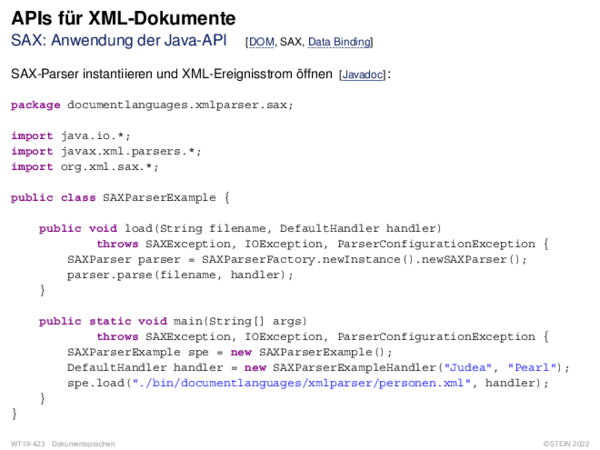 APIs für XML-Dokumente
SAX: Anwendung der Java-API [DOM, SAX, Data Binding]
SAX-Parser instantiieren und XML-Ereignisstrom öffnen [Javadoc]:
package documentlanguages.xmlparser.sax;
import java.io.*;
import javax.xml.parsers.*;
import org.xml.sax.*;
public class SAXParserExample {
public void load(String filename, DefaultHandler handler)
throws SAXException, IOException, ParserConfigurationException {
SAXParser parser = SAXParserFactory.newInstance().newSAXParser();
parser.parse(filename, handler);
}
public static void main(String[] args)
throws SAXException, IOException, ParserConfigurationException {
SAXParserExample spe = new SAXParserExample();
DefaultHandler handler = new SAXParserExampleHandler("Judea", "Pearl");
spe.load("./bin/documentlanguages/xmlparser/personen.xml", handler);
}
}
WT:III-423 Dokumentsprachen ©STEIN 2022